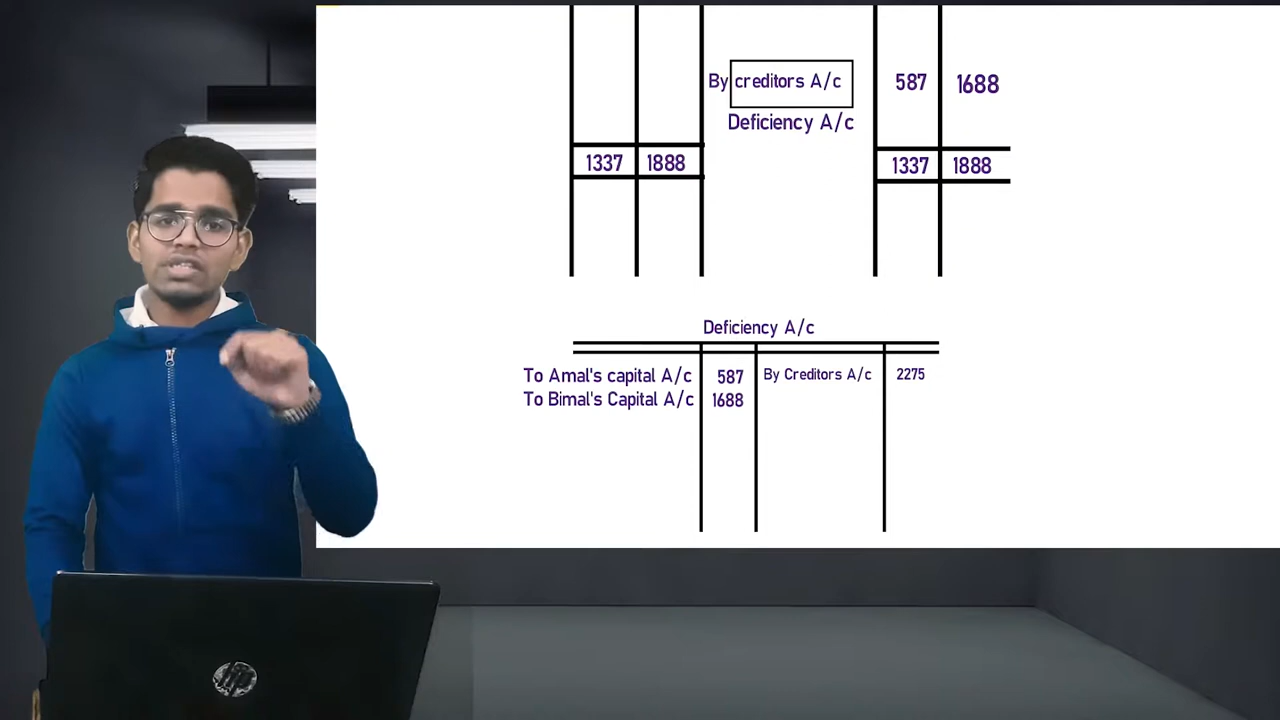 By creditors A/c 587 1688
Deficiency A/c
1337 1888 1337 1888
Deficiency A/c
To Amal's capital A/c 587 By Creditors A/c 2275
To Bimal's Capital A/c 1688
hp